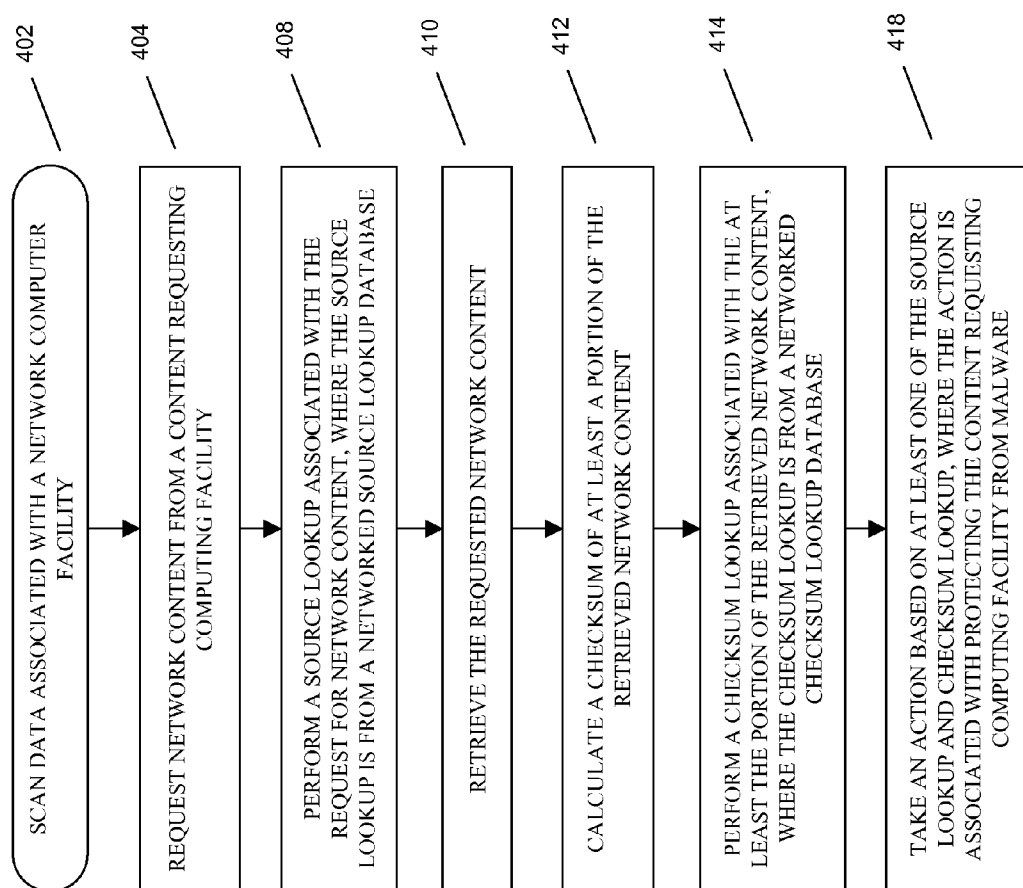 402
SCAN DATA ASSOCIATED WITH A NETWORK COMPUTER
FACILITY
404
REQUEST NETWORK CONTENT FROM A CONTENT REQUESTING
COMPUTING FACILITY
408
PERFORM A SOURCE LOOKUP ASSOCIATED WITH THE
REQUEST FOR NETWORK CONTENT, WHERE THE SOURCE
LOOKUP IS FROM A NETWORKED SOURCE LOOKUP DATABASE
410
RETRIEVE THE REQUESTED NETWORK CONTENT
412
CALCULATE A CHECKSUM OF AT LEAST A PORTION OF THE
RETRIEVED NETWORK CONTENT
414
PERFORM A CHECKSUM LOOKUP ASSOCIATED WITH THE AT
LEAST THE PORTION OF THE RETRIEVED NETWORK CONTENT,
WHERE THE CHECKSUM LOOKUP IS FROM A NETWORKED
CHECKSUM LOOKUP DATABASE
418
TAKE AN ACTION BASED ON AT LEAST ONE OF THE SOURCE
LOOKUP AND CHECKSUM LOOKUP, WHERE THE ACTION IS
ASSOCIATED WITH PROTECTING THE CONTENT REQUESTING
COMPUTING FACILITY FROM MALWARE